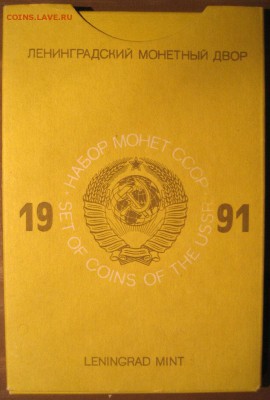 COINS.LAVE.RU
ЛЕНИНГРАДСКИЙ МОНЕТНЫЙ ДВОР
· НАБОР МОНЕТ СССР ·
19 91
SET OF COINS OF THE USSR
LENINGRAD MINT